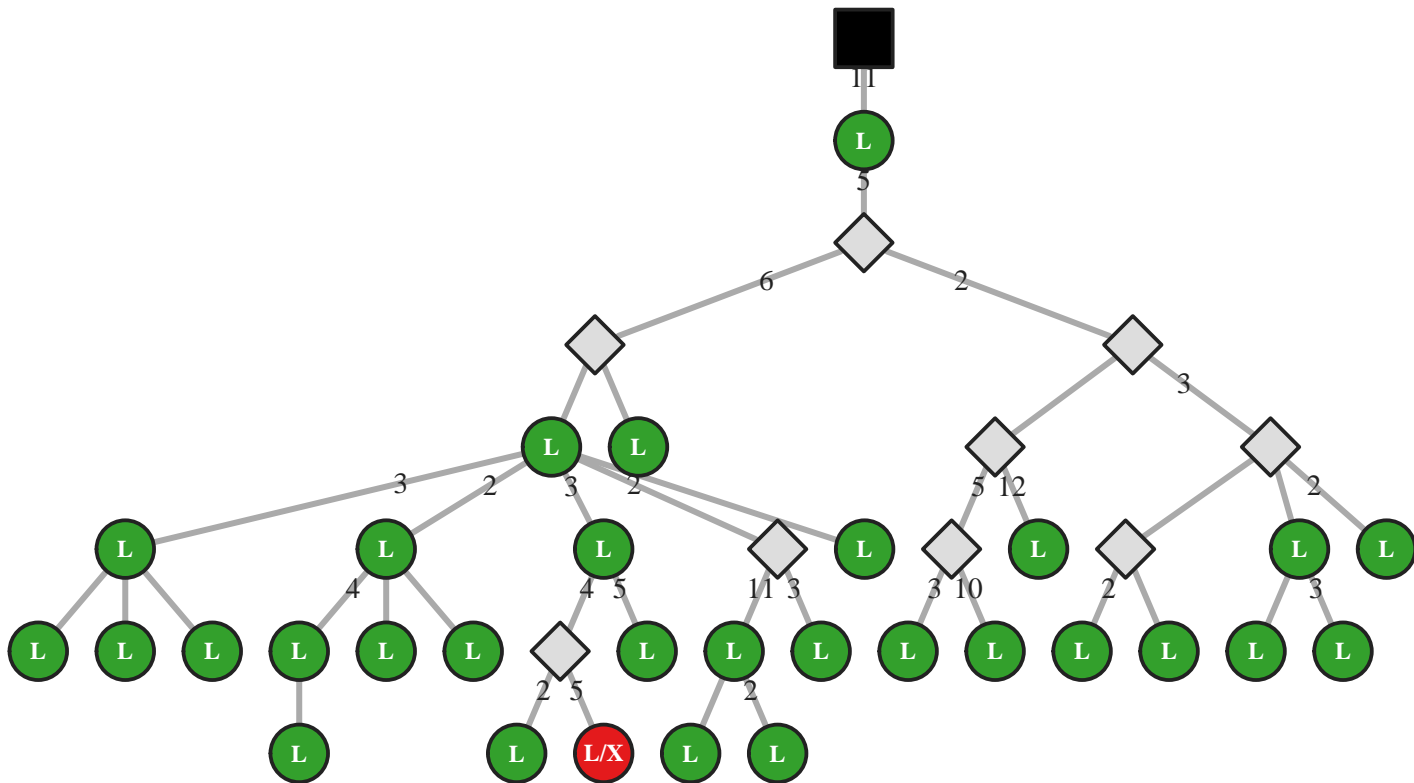 11
L
5
6 2
3
L L
3 2 3 2 5 12 2
L L L L L L L
4 4 5 11 3 3 10 2 3
L L L L L L L L L L L L L L L
2 5 2
L L L/X L L